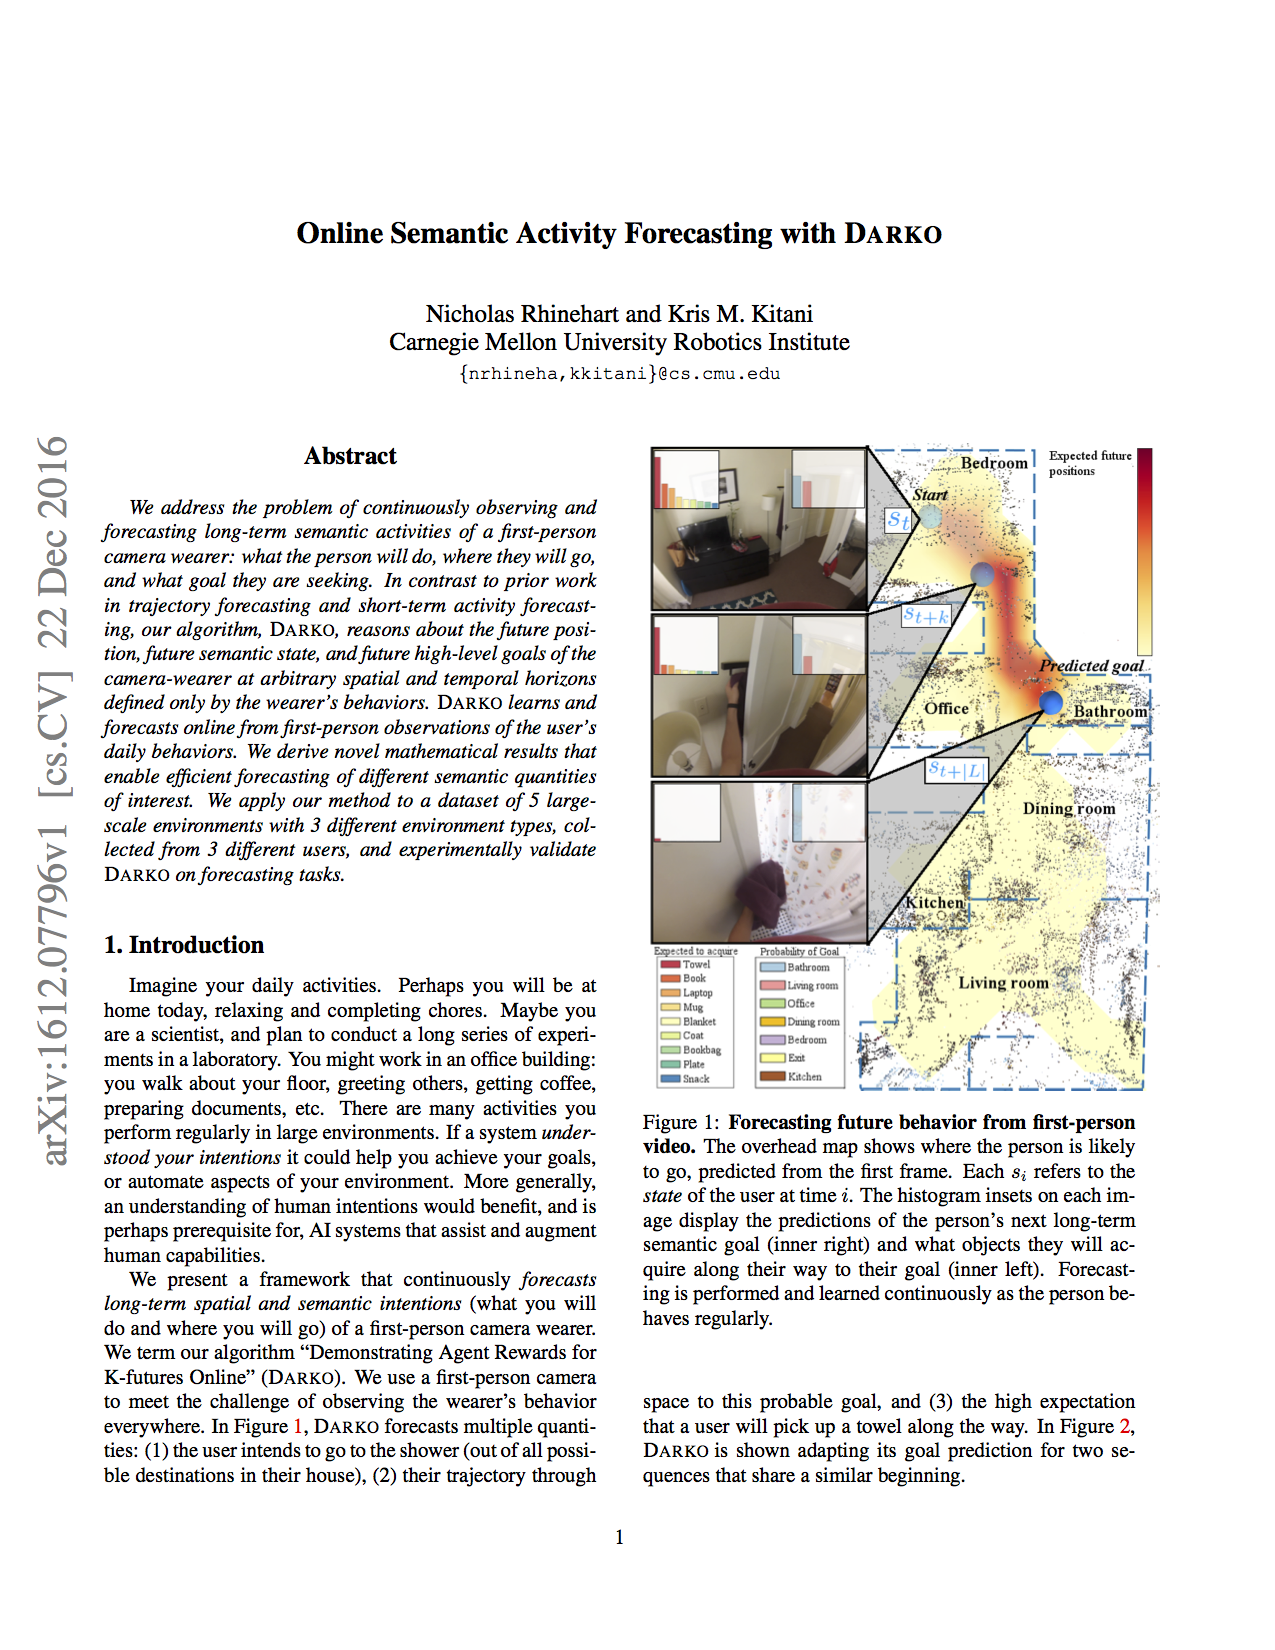 Online Semantic Activity Forecasting with DARKO
Nicholas Rhinehart and Kris M. Kitani
Carnegie Mellon University Robotics Institute
{nrhineha,kkitani}@cs.cmu.edu
arXiv:1612.07796v1 [cs.CV] 22 Dec 2016
Abstract
We address the problem of continuously observing and
forecasting long-term semantic activities of a first-person
camera wearer: what the person will do, where they will go,
and what goal they are seeking. In contrast to prior work
in trajectory forecasting and short-term activity forecast-
ing, our algorithm, DARKO, reasons about the future posi-
tion, future semantic state, and future high-level goals of the
camera-wearer at arbitrary spatial and temporal horizons
defined only by the wearer's behaviors. DARKO learns and
forecasts online from first-person observations of the user's
daily behaviors. We derive novel mathematical results that
enable efficient forecasting of different semantic quantities
of interest. We apply our method to a dataset of 5 large-
scale environments with 3 different environment types, col-
lected from 3 different users, and experimentally validate
DARKO on forecasting tasks.
1. Introduction
Imagine your daily activities. Perhaps you will be at
home today, relaxing and completing chores. Maybe you
are a scientist, and plan to conduct a long series of experi-
ments in a laboratory. You might work in an office building:
you walk about your floor, greeting others, getting coffee,
preparing documents, etc. There are many activities you
perform regularly in large environments. If a system under-
stood your intentions it could help you achieve your goals,
or automate aspects of your environment. More generally,
an understanding of human intentions would benefit, and is
perhaps prerequisite for, AI systems that assist and augment
human capabilities.
We present a framework that continuously forecasts
long-term spatial and semantic intentions (what you will
do and where you will go) of a first-person camera wearer.
We term our algorithm “Demonstrating Agent Rewards for
K-futures Online” (DARKO). We use a first-person camera
to meet the challenge of observing the wearer's behavior
everywhere. In Figure 1, DARKO forecasts multiple quanti-
ties: (1) the user intends to go to the shower (out of all possi-
ble destinations in their house), (2) their trajectory through
Expected future
positions
Bedroom
Start
s_t
s_{t+k}
Predicted goal
Office
Bathroom
s_{t+|L|}
Dining room
Kitchen
Living room
Expected to acquire
Towel
Book
Laptop
Mug
Blanket
Coat
Bookbag
Plate
Snack
Probability of Goal
Bathroom
Living room
Office
Dining room
Bedroom
Exit
Kitchen
Figure 1: Forecasting future behavior from first-person
video. The overhead map shows where the person is likely
to go, predicted from the first frame. Each s_i refers to the
state of the user at time i. The histogram insets on each im-
age display the predictions of the person's next long-term
semantic goal (inner right) and what objects they will ac-
quire along their way to their goal (inner left). Forecast-
ing is performed and learned continuously as the person be-
haves regularly.
space to this probable goal, and (3) the high expectation
that a user will pick up a towel along the way. In Figure 2,
DARKO is shown adapting its goal prediction for two se-
quences that share a similar beginning.
1